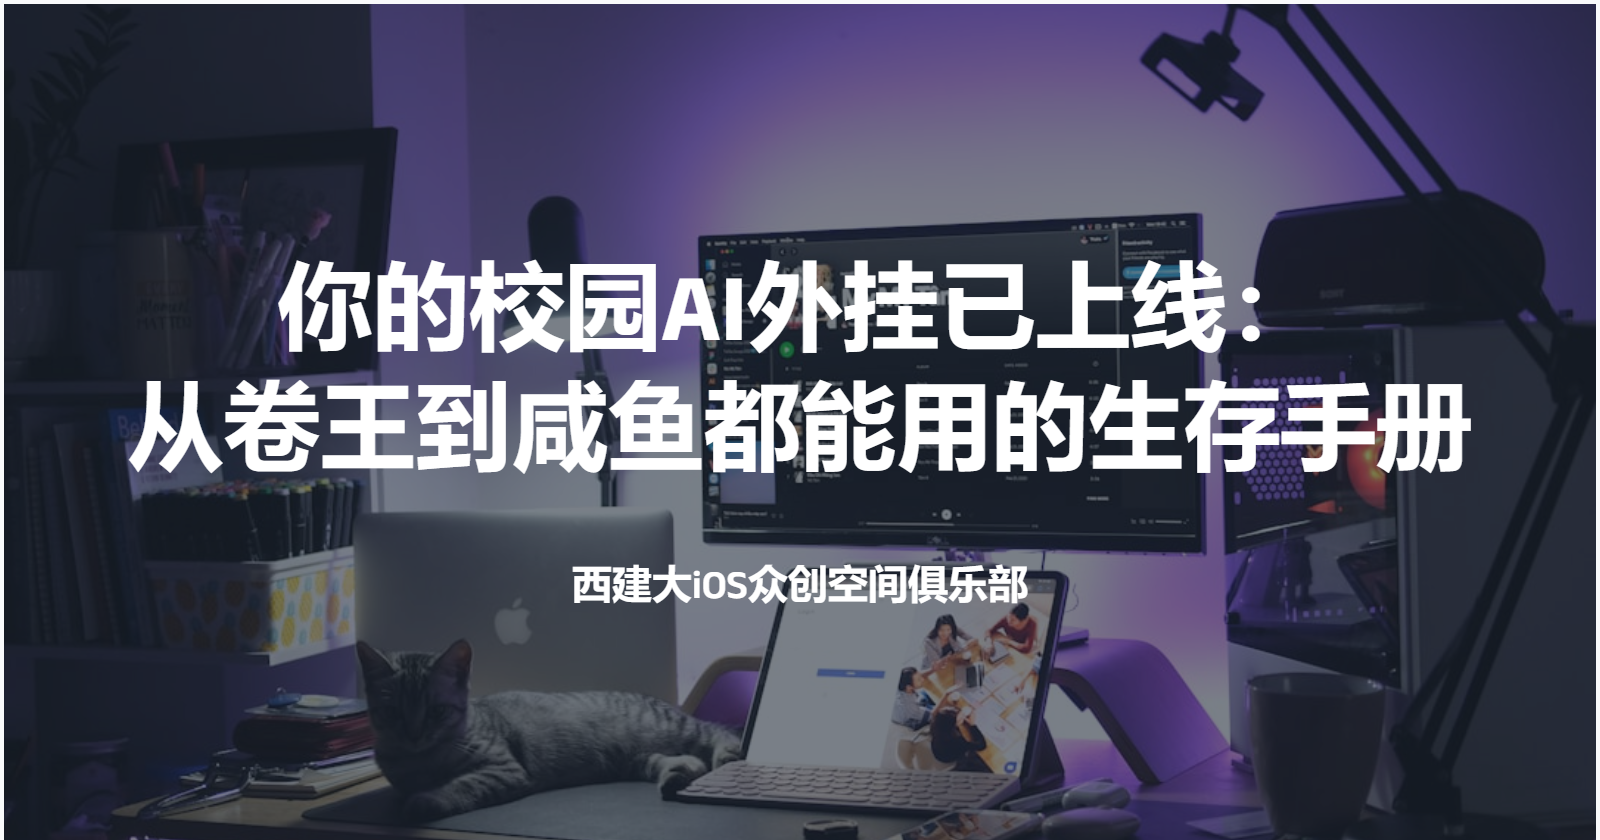 你的校园AI外挂已上线：
从卷王到咸鱼都能用的生存手册
西建大iOS众创空间俱乐部